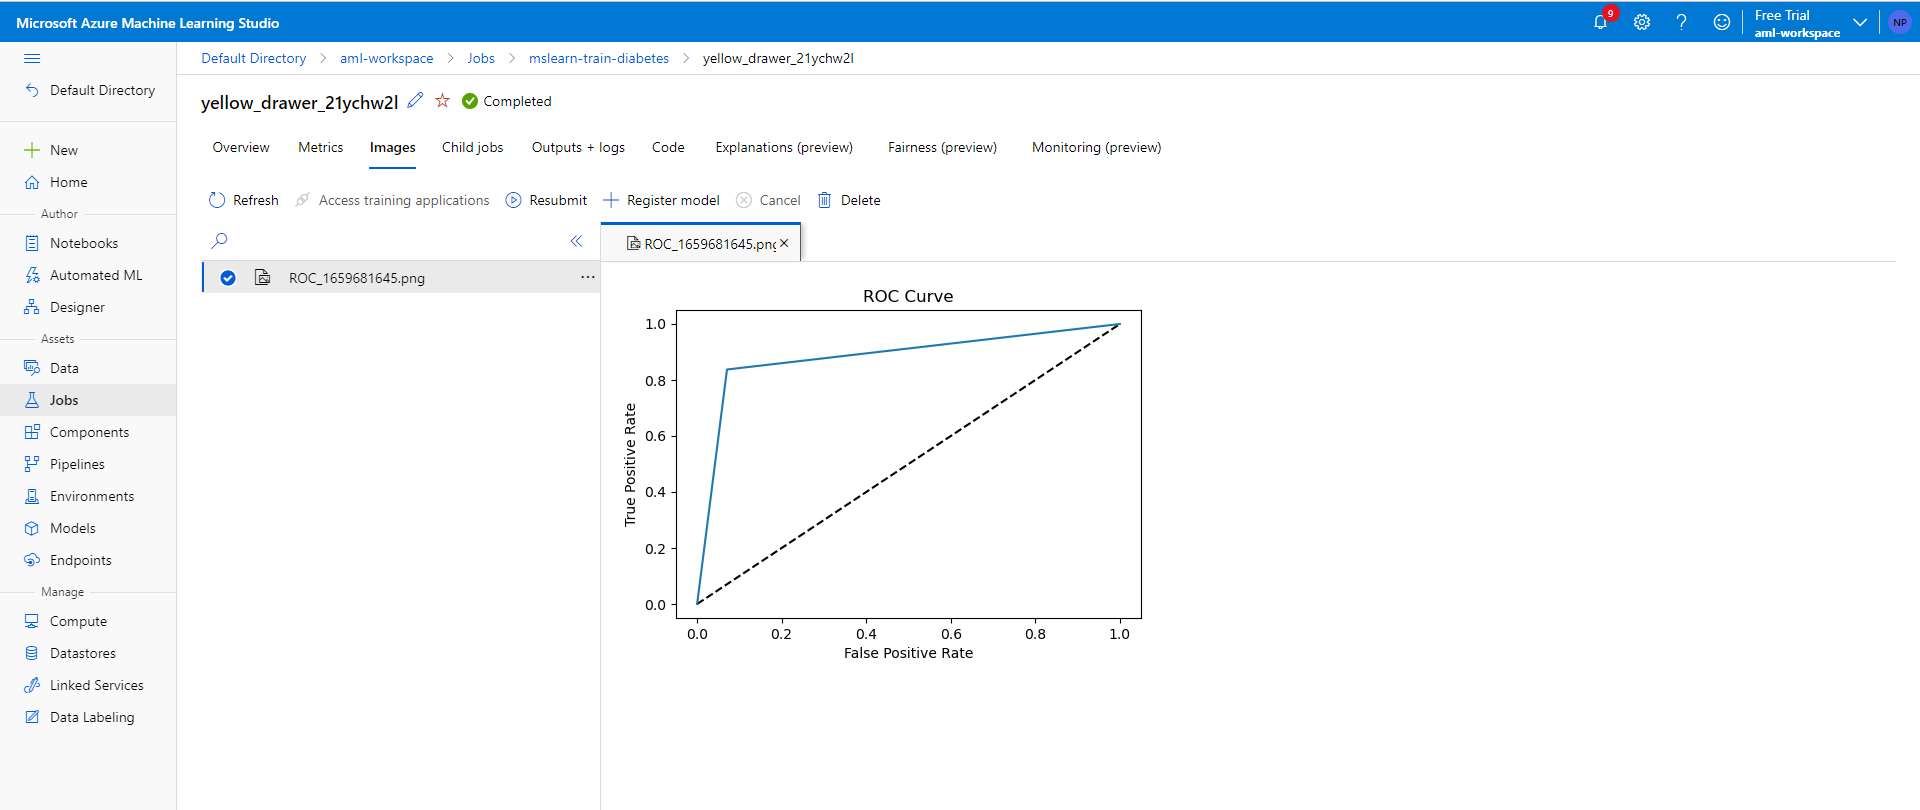 Microsoft Azure Machine Learning Studio
9
Free Trial
aml-workspace
NP
Default Directory
New
Home
Author
Notebooks
Automated ML
Designer
Assets
Data
Jobs
Components
Pipelines
Environments
Models
Endpoints
Manage
Compute
Datastores
Linked Services
Data Labeling
Default Directory > aml-workspace > Jobs > mslearn-train-diabetes > yellow_drawer_21ychw2l
yellow_drawer_21ychw2l Completed
Overview Metrics Images Child jobs Outputs + logs Code Explanations (preview) Fairness (preview) Monitoring (preview)
Refresh Access training applications Resubmit Register model Cancel Delete
ROC_1659681645.png
ROC_1659681645.png
ROC Curve
1.0
0.8
0.6
0.4
0.2
0.0
True Positive Rate
0.0 0.2 0.4 0.6 0.8 1.0
False Positive Rate